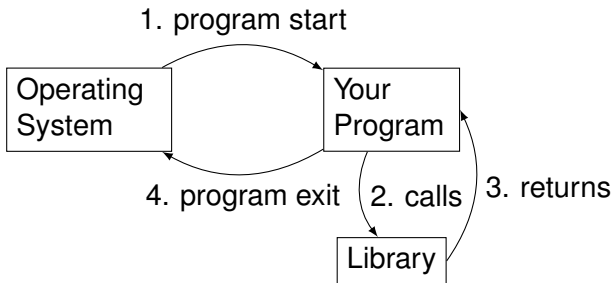 1. program start
Operating
System
Your
Program
4. program exit
2. calls
3. returns
Library